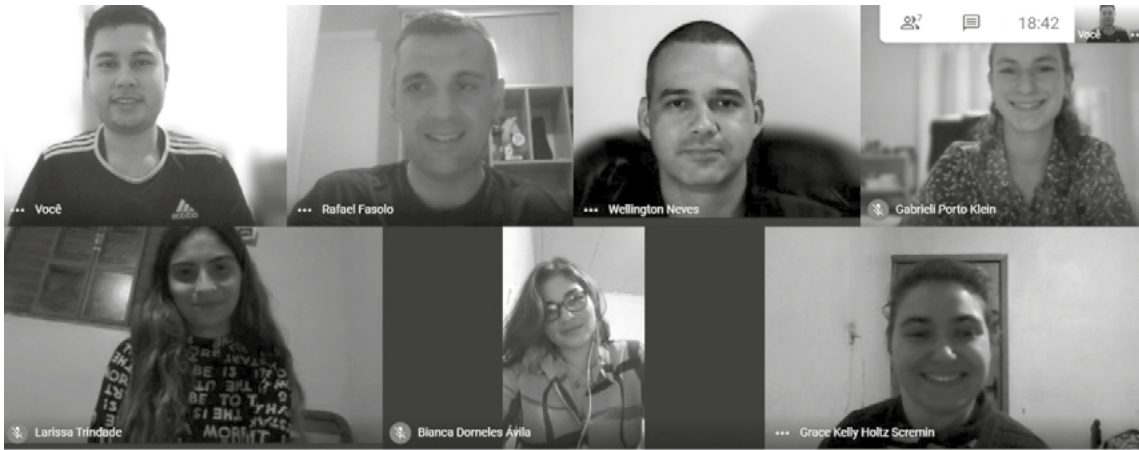 7
18:42
Você
Você
Rafael Fasolo
Wellington Neves
Gabrieli Porto Klein
Larissa Trindade
Bianca Dorneles Ávila
Grace Kelly Holtz Scremin